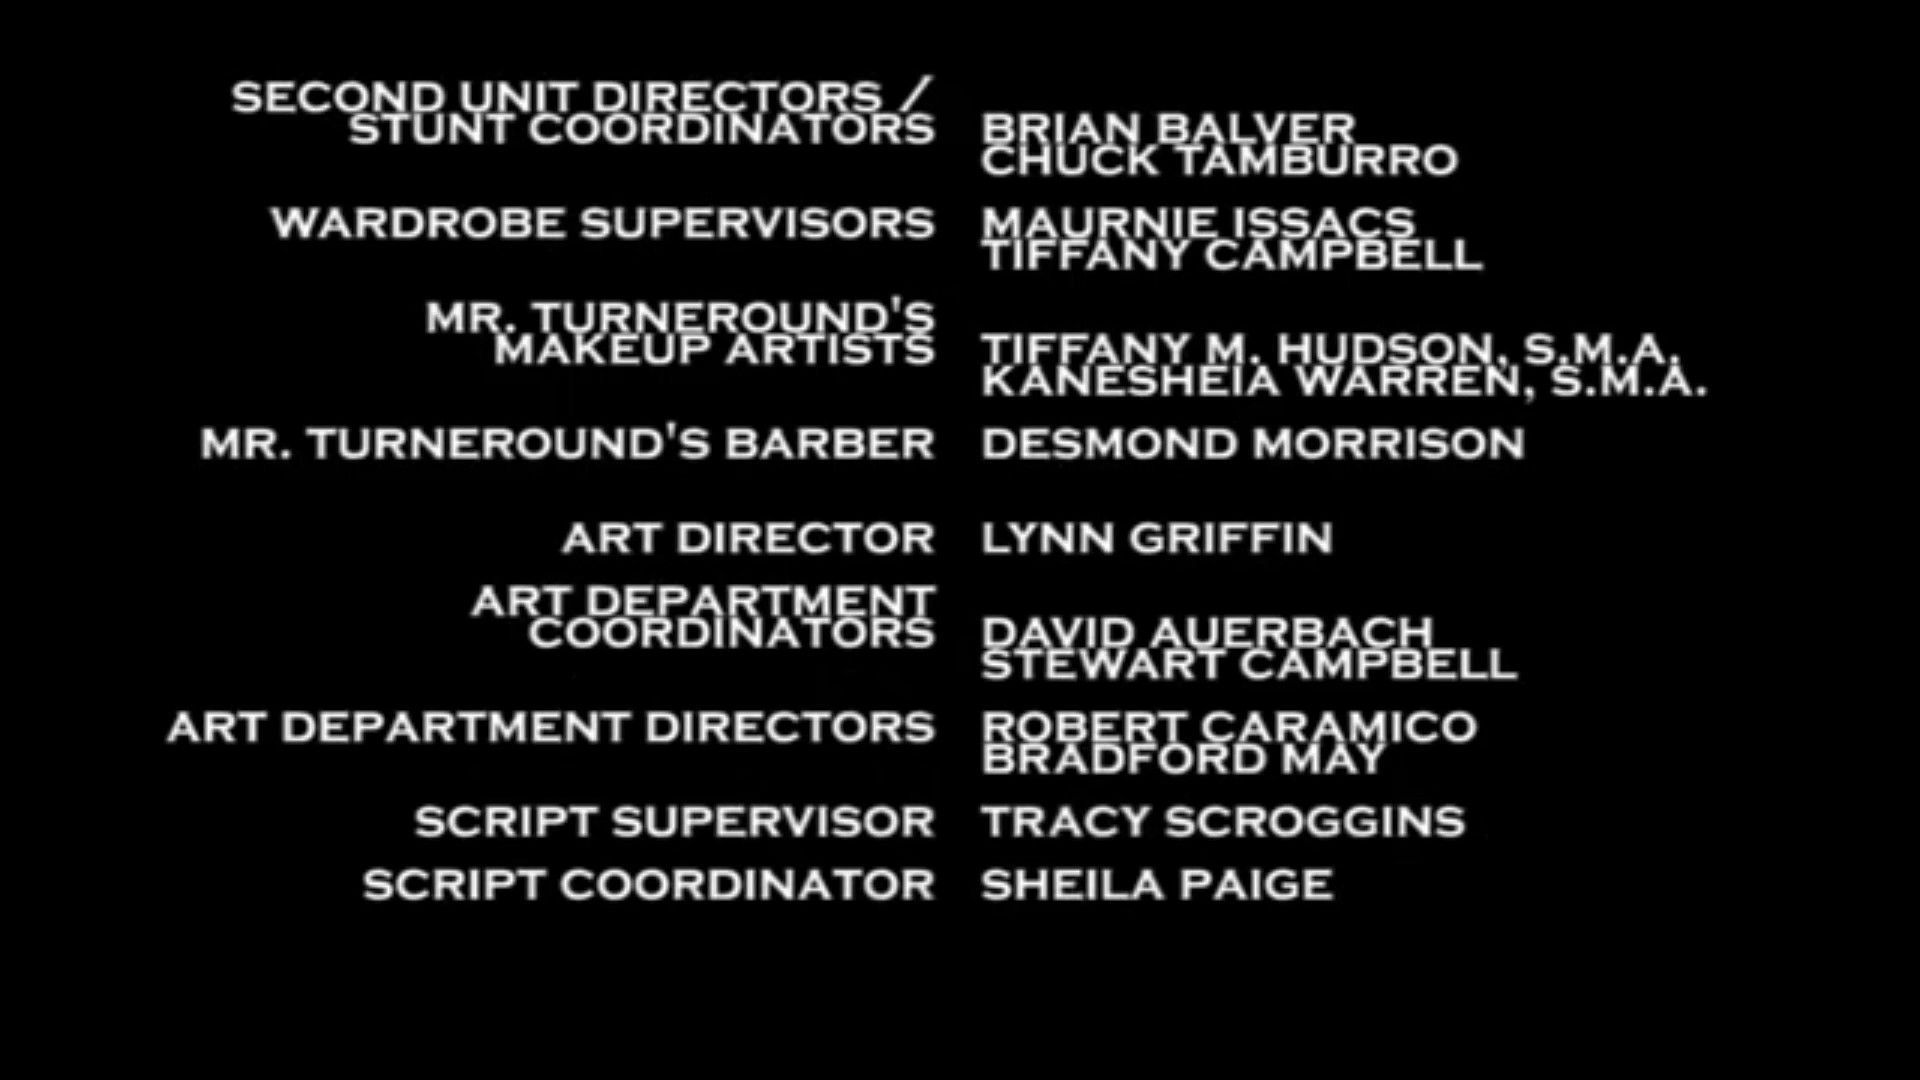 SECOND UNIT DIRECTORS /
STUNT COORDINATORS BRIAN BALVER
CHUCK TAMBURRO
WARDROBE SUPERVISORS MAURNIE ISSACS
TIFFANY CAMPBELL
MR. TURNEROUND'S
MAKEUP ARTISTS TIFFANY M. HUDSON, S.M.A.
KANESHEIA WARREN, S.M.A.
MR. TURNEROUND'S BARBER DESMOND MORRISON
ART DIRECTOR LYNN GRIFFIN
ART DEPARTMENT
COORDINATORS DAVID AUERBACH
STEWART CAMPBELL
ART DEPARTMENT DIRECTORS ROBERT CARAMICO
BRADFORD MAY
SCRIPT SUPERVISOR TRACY SCROGGINS
SCRIPT COORDINATOR SHEILA PAIGE